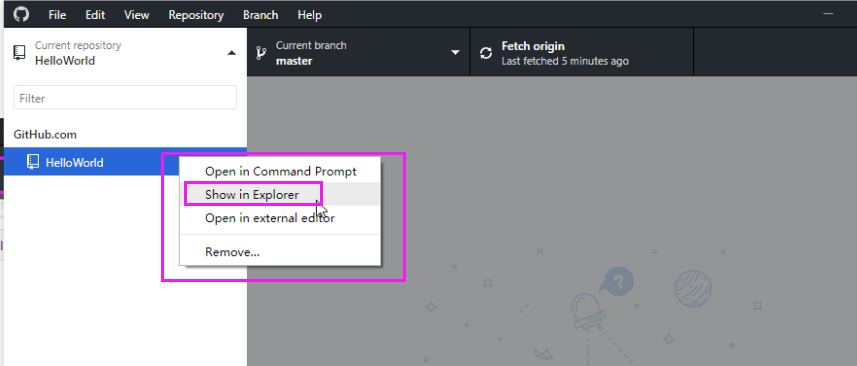 File Edit View Repository Branch Help
Current repository
HelloWorld
Current branch
master
Fetch origin
Last fetched 5 minutes ago
Filter
GitHub.com
HelloWorld
Open in Command Prompt
Show in Explorer
Open in external editor
Remove...
?